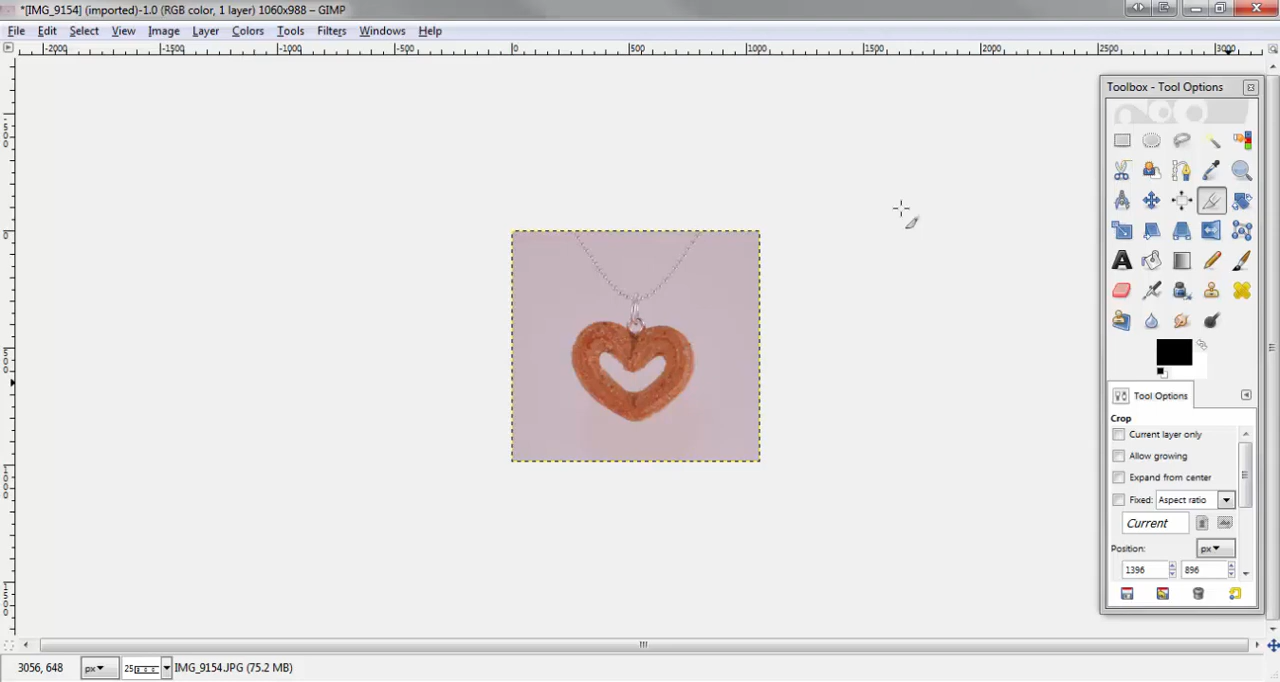 *[IMG_9154] (imported)-1.0 (RGB color, 1 layer) 1060x988 – GIMP
File Edit Select View Image Layer Colors Tools Filters Windows Help
-2000 -1500 -1000 -500 0 500 1000 1500 2000 2500 3000
Toolbox - Tool Options
Tool Options
Crop
Current layer only
Allow growing
Expand from center
Fixed: Aspect ratio
Current
Position: px
1396 896
3056, 648 px 25 IMG_9154.JPG (75.2 MB)